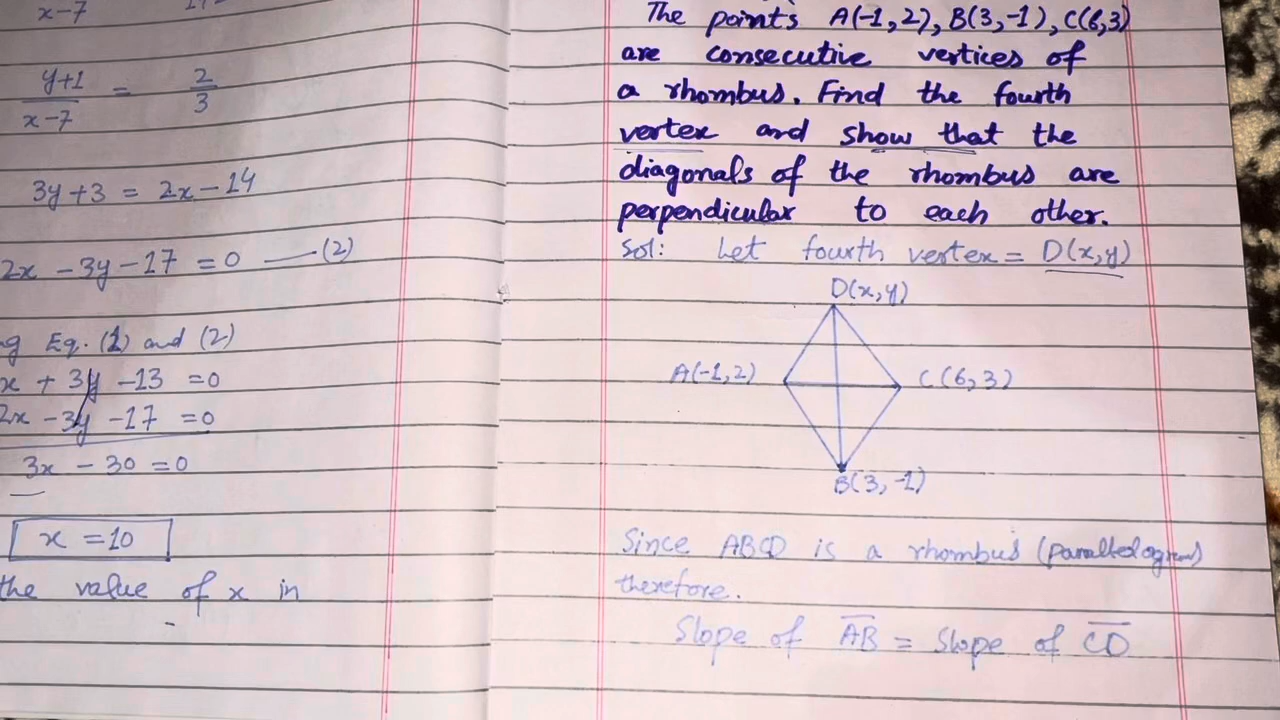 x-7
y+1/x-7 = 2/3
3y+3 = 2x-14
2x -3y -17 =0 —(2)
Eq. (1) and (2)
x + 3y -13 =0
2x -3y -17 =0
3x - 30 =0
x =10
the value of x in
The points A(-1,2), B(3,-1), C(6,3)
are consecutive vertices of
a rhombus. Find the fourth
vertex and show that the
diagonals of the rhombus are
perpendicular to each other.
Sol: Let fourth vertex = D(x,y)
D(x,y)
A(-1,2) C(6,3)
B(3,-1)
Since ABCD is a rhombus (parallelogram)
therefore.
Slope of AB = Slope of CD